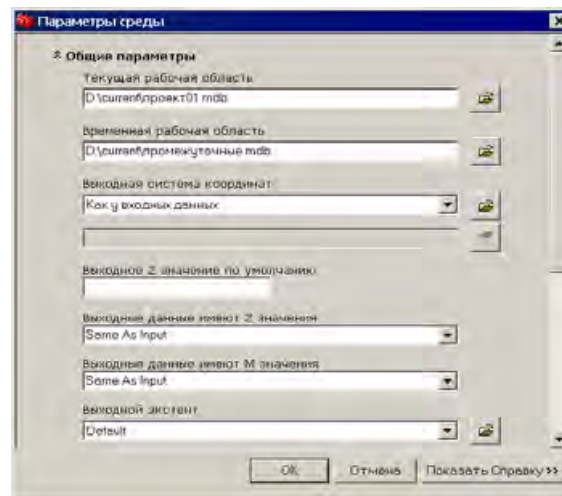 Параметры среды
Общие параметры
Текущая рабочая область
D:\current\проект01.mdb
Временная рабочая область
D:\current\промежуточные.mdb
Выходная система координат
Как у входных данных
Выходное Z значение по умолчанию
Выходные данные имеют Z значения
Same As Input
Выходные данные имеют M значения
Same As Input
Выходной экстент
Default
OK
Отмена
Показать Справку >>